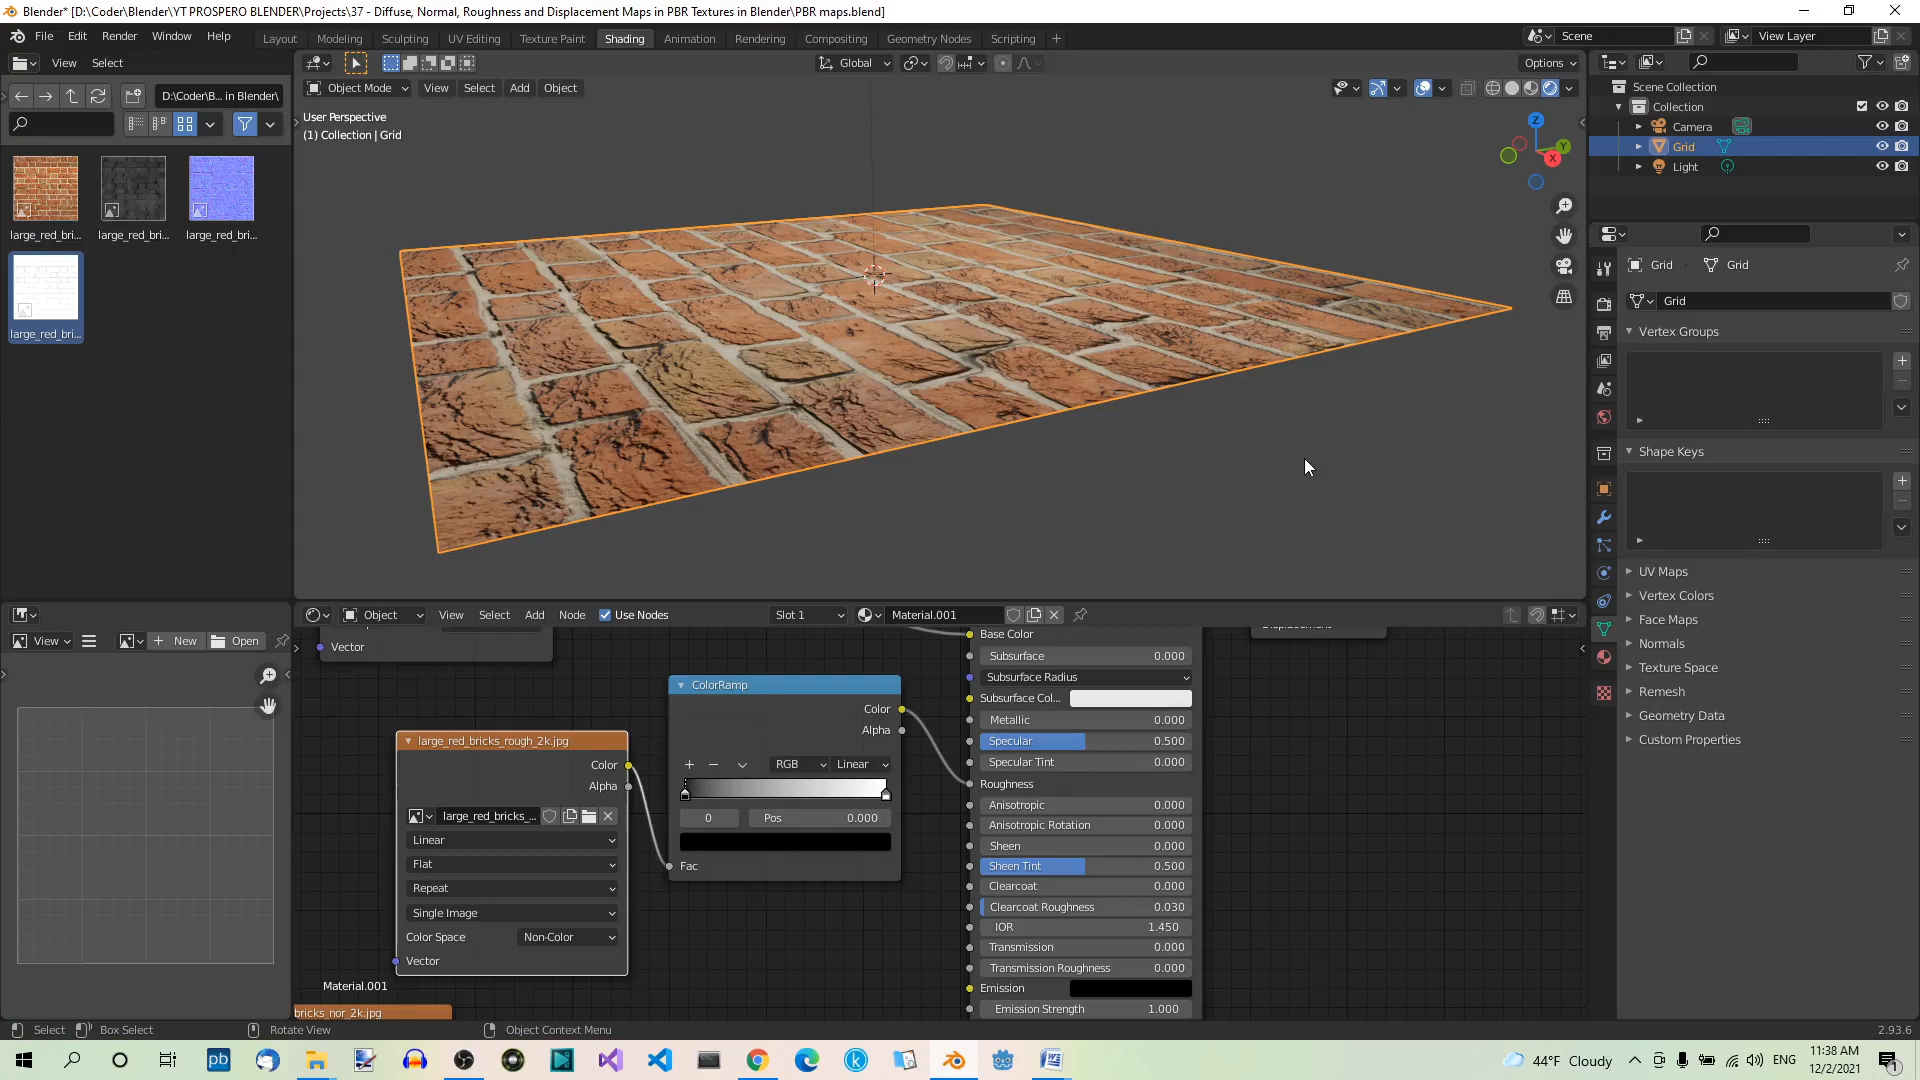 Blender* [D:\Coder\Blender\YT PROSPERO BLENDER\Projects\37 - Diffuse, Normal, Roughness and Displacement Maps in PBR Textures in Blender\PBR maps.blend]
File Edit Render Window Help
Layout Modeling Sculpting UV Editing Texture Paint Shading Animation Rendering Compositing Geometry Nodes Scripting
Scene View Layer
View Select
Global Options
D:\Coder\B... in Blender\
Object Mode View Select Add Object
User Perspective
(1) Collection | Grid
Z
Y
X
large_red_bri... large_red_bri... large_red_bri...
large_red_bri...
Scene Collection
Collection
Camera
Grid
Light
Grid Grid
Grid
Vertex Groups
Shape Keys
UV Maps
Vertex Colors
Face Maps
Normals
Texture Space
Remesh
Geometry Data
Custom Properties
View New Open
Object View Select Add Node Use Nodes Slot 1 Material.001
Vector
ColorRamp
Color
Alpha
RGB Linear
0 Pos 0.000
Fac
large_red_bricks_rough_2k.jpg
Color
Alpha
large_red_bricks_...
Linear
Flat
Repeat
Single Image
Color Space Non-Color
Vector
Material.001
bricks_nor_2k.jpg
Base Color
Subsurface 0.000
Subsurface Radius
Subsurface Col...
Metallic 0.000
Specular 0.500
Specular Tint 0.000
Roughness
Anisotropic 0.000
Anisotropic Rotation 0.000
Sheen 0.000
Sheen Tint 0.500
Clearcoat 0.000
Clearcoat Roughness 0.030
IOR 1.450
Transmission 0.000
Transmission Roughness 0.000
Emission
Emission Strength 1.000
Displacement
Select Box Select Rotate View Object Context Menu 2.93.6
pb
44°F Cloudy ENG
11:38 AM
12/2/2021
1